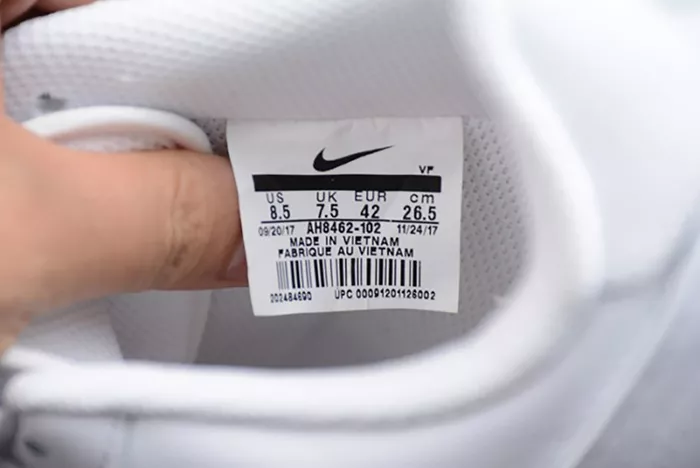 VF
US UK EUR cm
8.5 7.5 42 26.5
09/20/17 AH8462-102 11/24/17
MADE IN VIETNAM
FABRIQUE AU VIETNAM
202484690 UPC 00091201126002